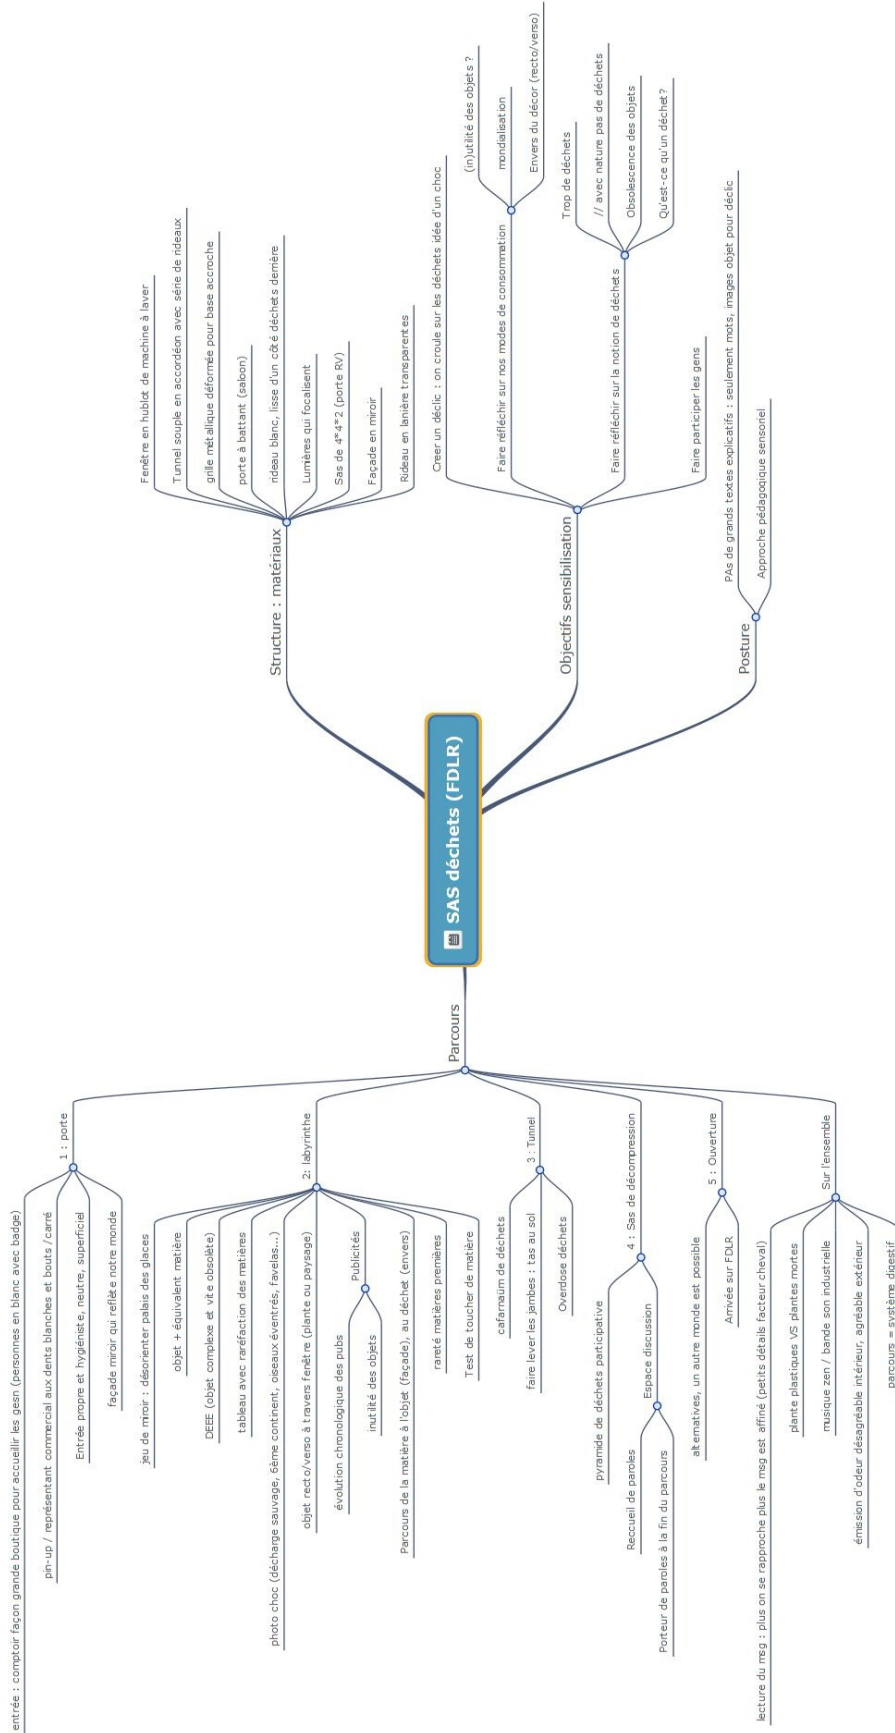 SAS déchets (FDLR)
Structure : matériaux
Fenêtre en hublot de machine à laver
Tunnel souple en accordéon avec série de rideaux
grille métallique déformée pour base accroche
porte à battant (saloon)
rideau blanc, lisse d'un côté déchets derrière
Lumières qui focalisent
Sas de 4*4*2 (porte RV)
Façade en miroir
Rideau en lanière transparentes
Objectifs sensibilisation
Creer un déclic : on croule sur les déchets idée d'un choc
Faire réfléchir sur nos modes de consommation
(in)utilité des objets ?
mondialisation
Envers du décor (recto/verso)
Faire réfléchir sur la notion de déchets
Trop de déchets
// avec nature pas de déchets
Obsolescence des objets
Qu'est-ce qu'un déchet?
Faire participer les gens
Posture
PAs de grands textes explicatifs : seulement mots, images objet pour déclic
Approche pédagogique sensoriel
Parcours
1 : porte
entrée : comptoir façon grande boutique pour accueillir les gesn (personnes en blanc avec badge)
pin-up / représentant commercial aux dents blanches et bouts /carré
Entrée propre et hygiéniste, neutre, superficiel
façade miroir qui reflète notre monde
2: labyrinthe
jeu de miroir : désorienter palais des glaces
objet + équivalent matière
DEEE (objet complexe et vite obsolète)
tableau avec raréfaction des matières
photo choc (décharge sauvage, 6ème continent, oiseaux éventrés, favelas...)
objet recto/verso à travers fenêtre (plante ou paysage)
Publicités
évolution chronologique des pubs
inutilité des objets
Parcours de la matière à l'objet (façade), au déchet (envers)
rareté matières premières
Test de toucher de matière
3 : Tunnel
cafarnaüm de déchets
faire lever les jambes : tas au sol
Overdose déchets
4 : Sas de décompression
pyramide de déchets participative
Espace discussion
Reccueil de paroles
Porteur de paroles à la fin du parcours
5 : Ouverture
alternatives, un autre monde est possible
Arrivée sur FDLR
Sur l'ensemble
lecture du msg : plus on se rapproche plus le msg est affiné (petits détails facteur cheval)
plante plastiques VS plantes mortes
musique zen / bande son industrielle
émission d'odeur désagréable intérieur, agréable extérieur
parcours = système digestif